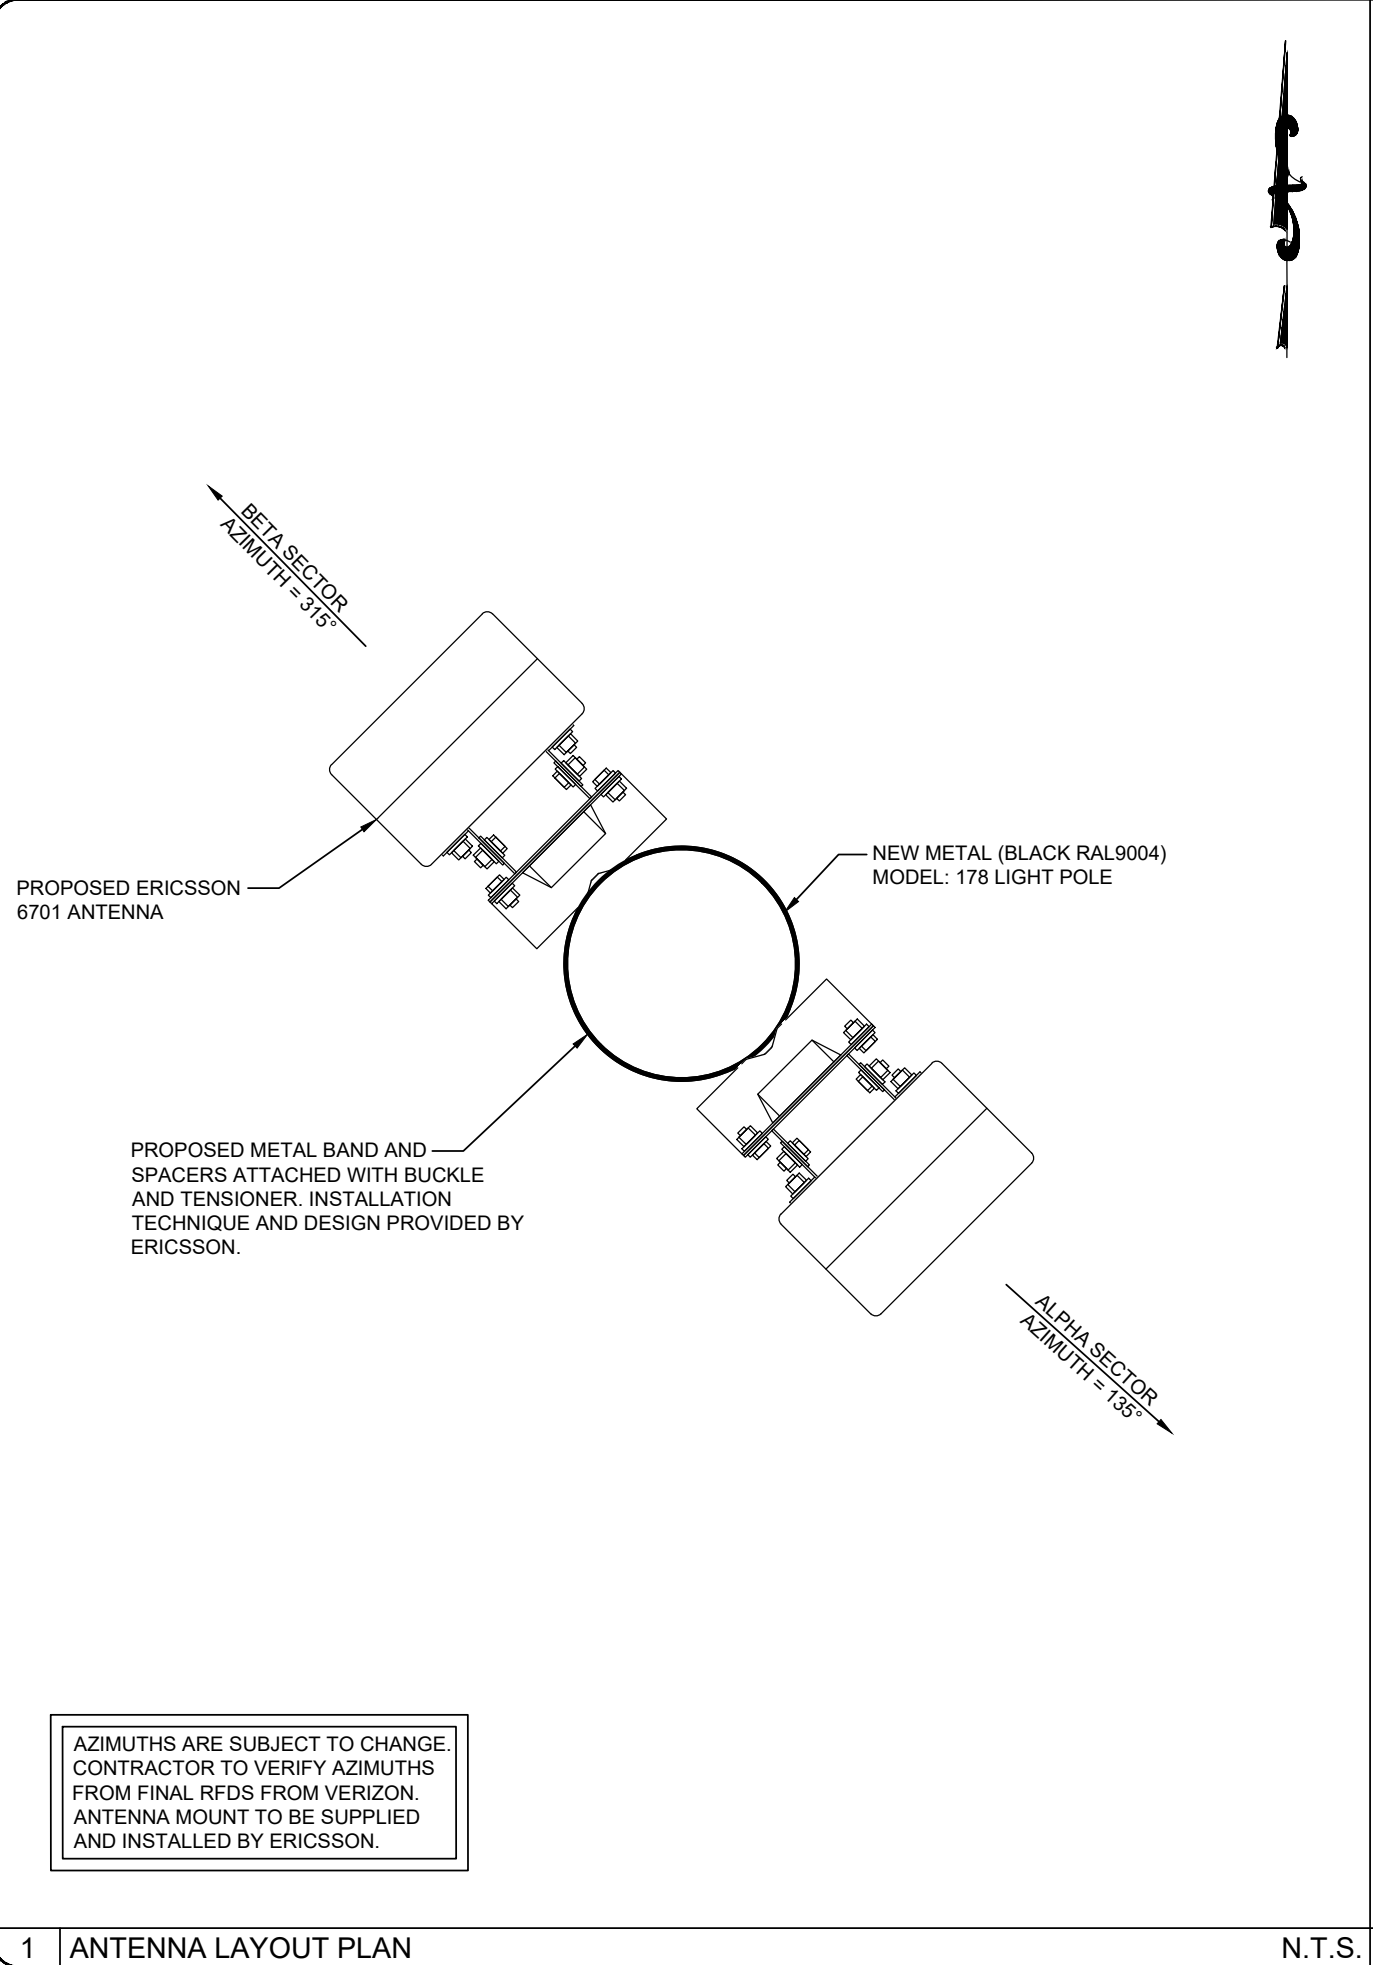 BETA SECTOR
AZIMUTH = 315°
NEW METAL (BLACK RAL9004)
MODEL: 178 LIGHT POLE
PROPOSED ERICSSON
6701 ANTENNA
PROPOSED METAL BAND AND
SPACERS ATTACHED WITH BUCKLE
AND TENSIONER. INSTALLATION
TECHNIQUE AND DESIGN PROVIDED BY
ERICSSON.
ALPHA SECTOR
AZIMUTH = 135°
AZIMUTHS ARE SUBJECT TO CHANGE.
CONTRACTOR TO VERIFY AZIMUTHS
FROM FINAL RFDS FROM VERIZON.
ANTENNA MOUNT TO BE SUPPLIED
AND INSTALLED BY ERICSSON.
1 ANTENNA LAYOUT PLAN N.T.S.